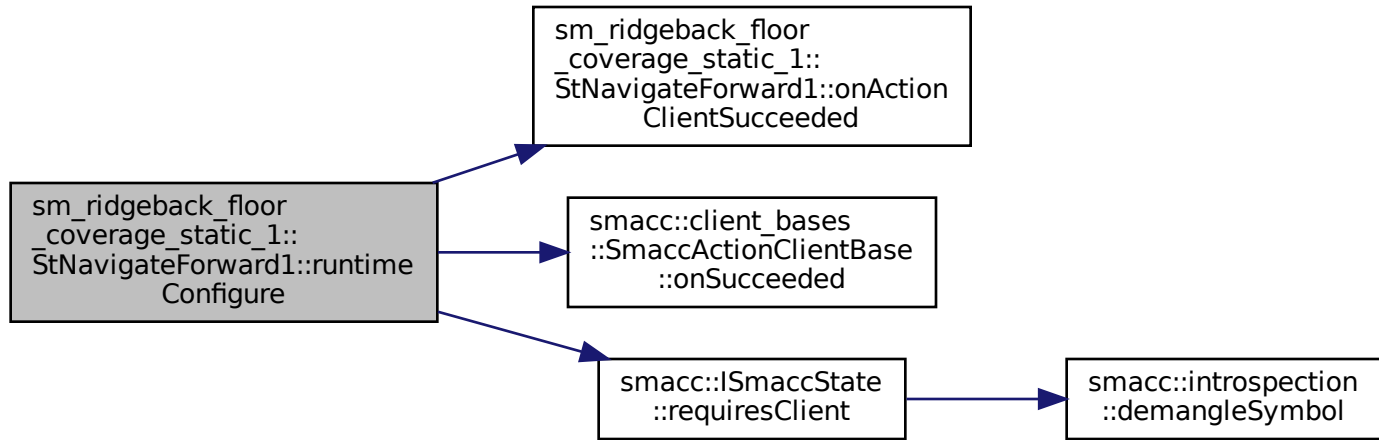 sm_ridgeback_floor
_coverage_static_1::
StNavigateForward1::runtime
Configure
sm_ridgeback_floor
_coverage_static_1::
StNavigateForward1::onAction
ClientSucceeded
smacc::client_bases
::SmaccActionClientBase
::onSucceeded
smacc::ISmaccState
::requiresClient
smacc::introspection
::demangleSymbol